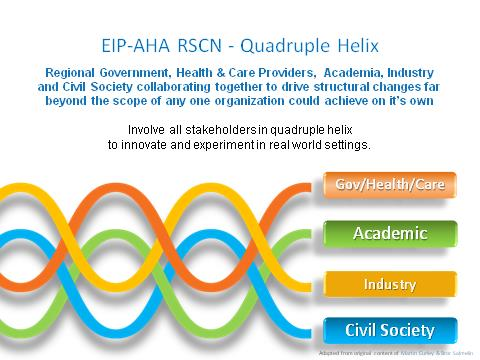 EIP-AHA RSCN - Quadruple Helix
Regional Government, Health & Care Providers, Academia, Industry
and Civil Society collaborating together to drive structural changes far
beyond the scope of any one organization could achieve on it's own
Involve all stakeholders in quadruple helix
to innovate and experiment in real world settings.
Gov/Health/Care
Academic
Industry
Civil Society
Adapted from original content of Martin Curley & Bror Salmelin